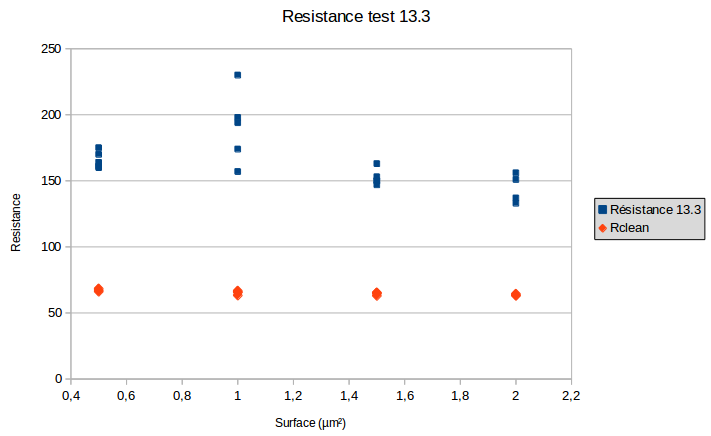 Resistance test 13.3
250
200
150
100
50
0
Resistance
0,4 0,6 0,8 1 1,2 1,4 1,6 1,8 2 2,2
Surface (µm²)
Résistance 13.3
Rclean